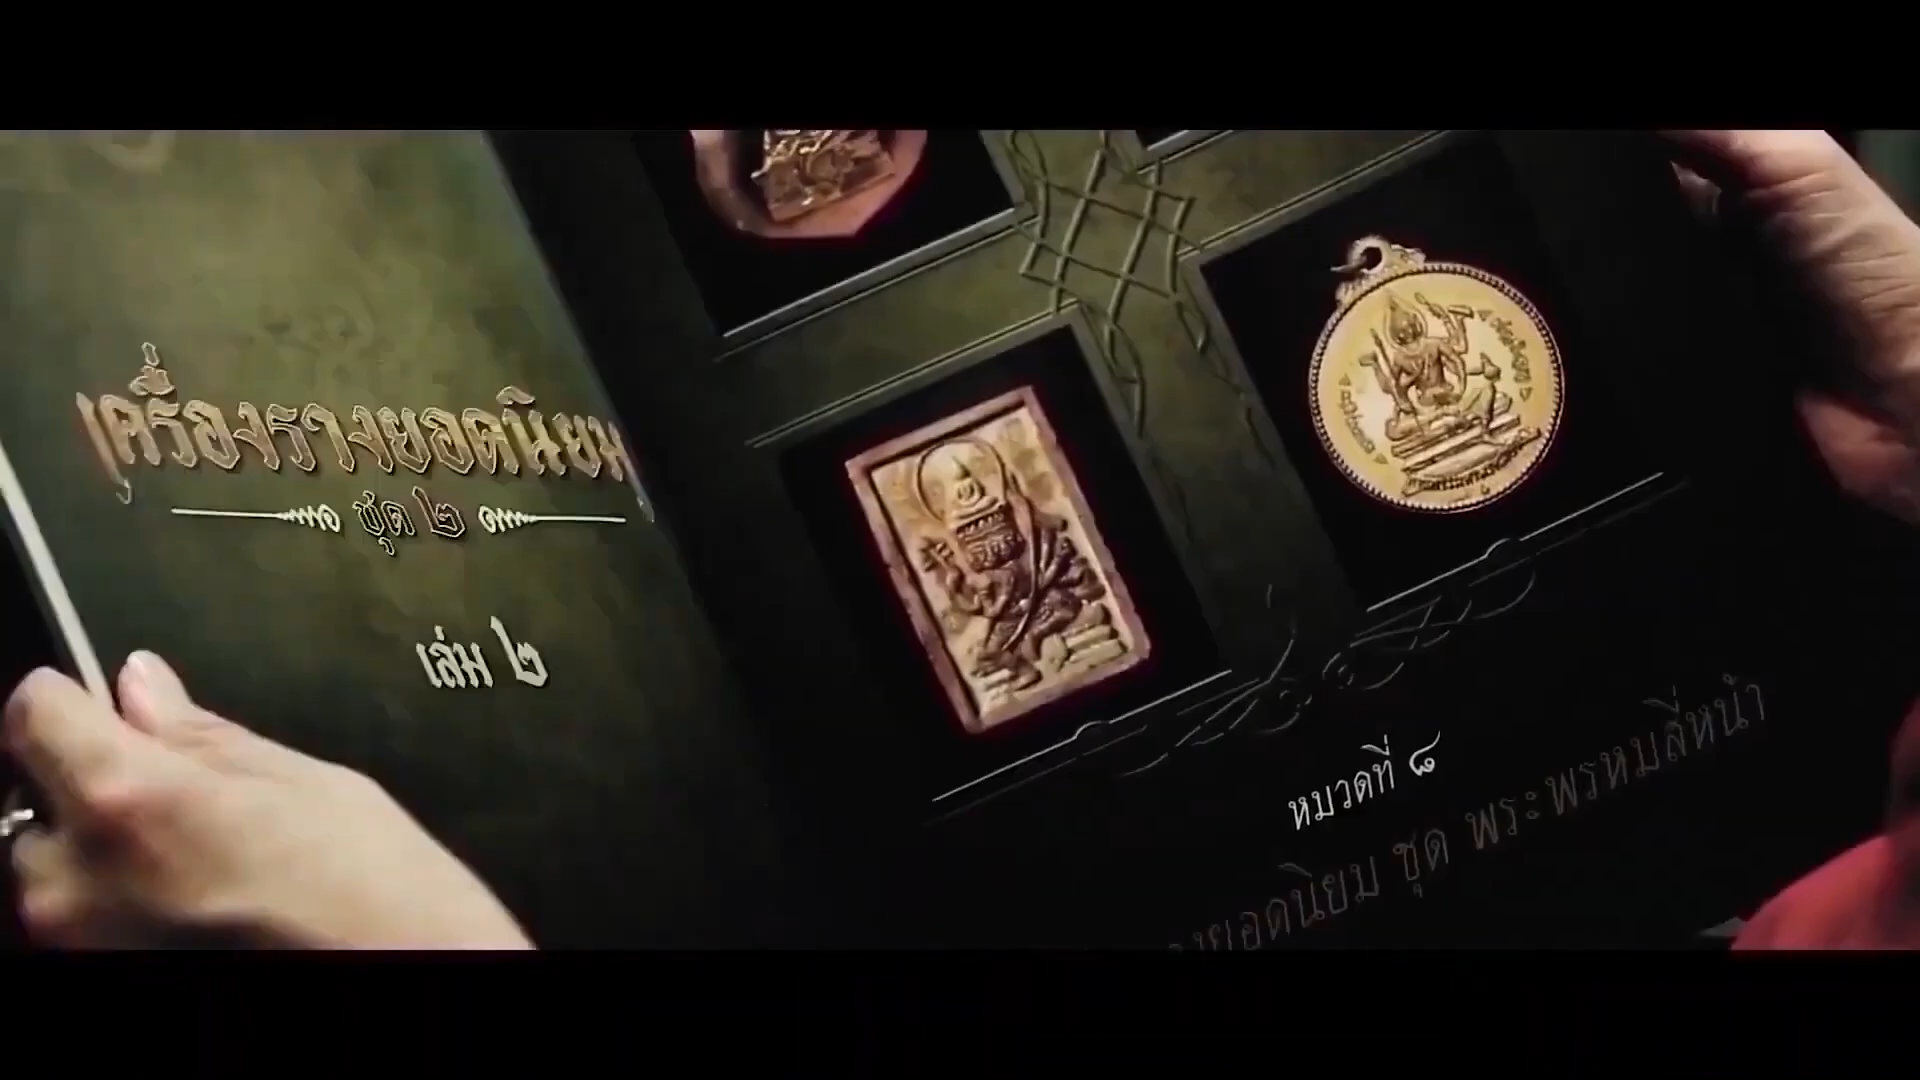 เครื่องรางยอดนิยม
ชุด ๒
เล่ม ๒
หมวดที่ ๘
ยอดนิยม ชุด พระพรหมสี่หน้า